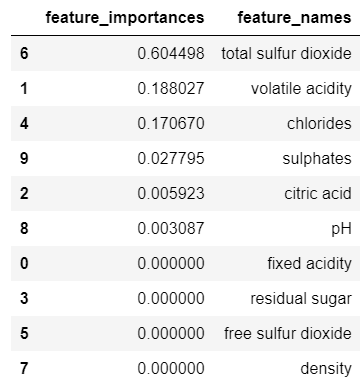 feature_importances feature_names
6 0.604498 total sulfur dioxide
1 0.188027 volatile acidity
4 0.170670 chlorides
9 0.027795 sulphates
2 0.005923 citric acid
8 0.003087 pH
0 0.000000 fixed acidity
3 0.000000 residual sugar
5 0.000000 free sulfur dioxide
7 0.000000 density